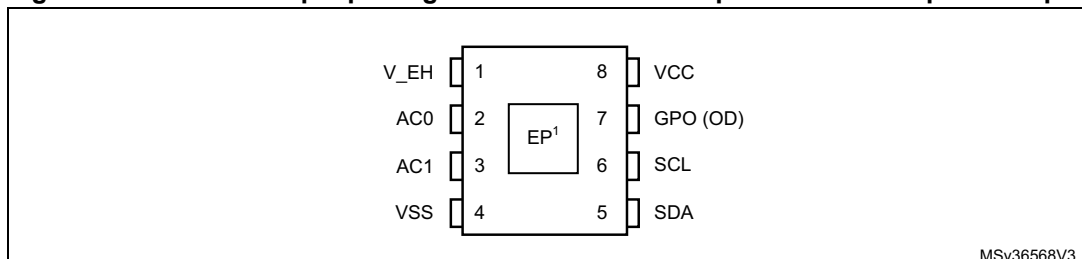 V_EH 1 8 VCC
AC0 2 7 GPO (OD)
EP1
AC1 3 6 SCL
VSS 4 5 SDA
MSv36568V3